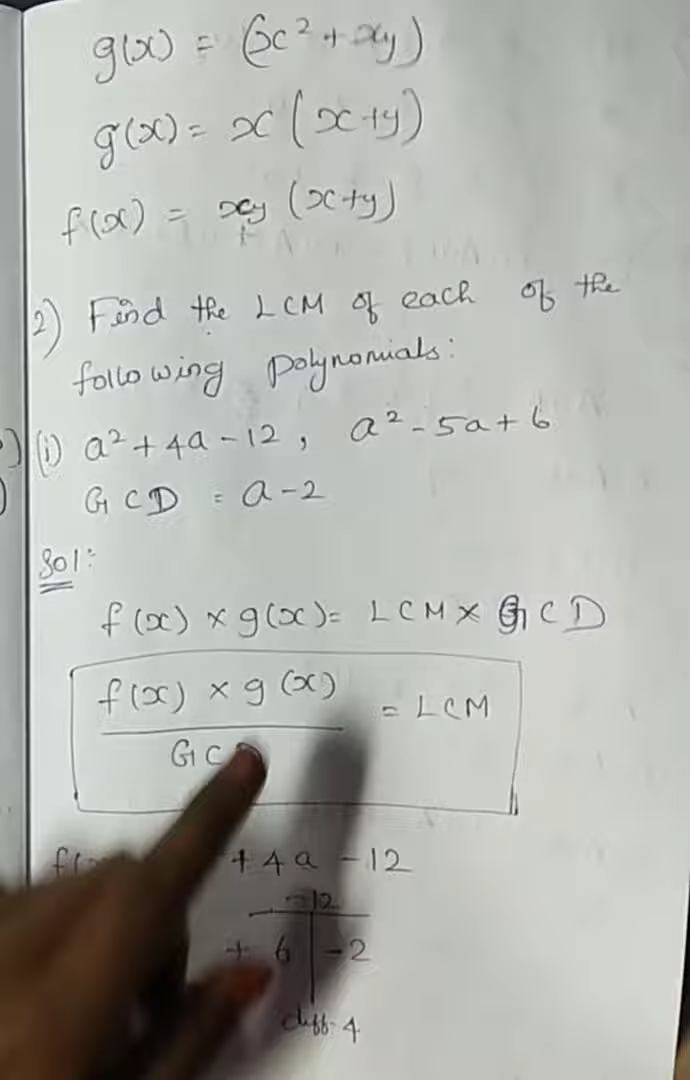 g(x) = (x² + xy)
g(x) = x (x+y)
f(x) = xy (x+y)
2) Find the LCM of each of the
following polynomials:
(i) a² + 4a - 12, a² - 5a + 6
GCD = a - 2
Sol:
f(x) × g(x) = LCM × GCD
f(x) × g(x)
= LCM
GC
+ 4a - 12
-12
+ 6 | -2
diff: 4